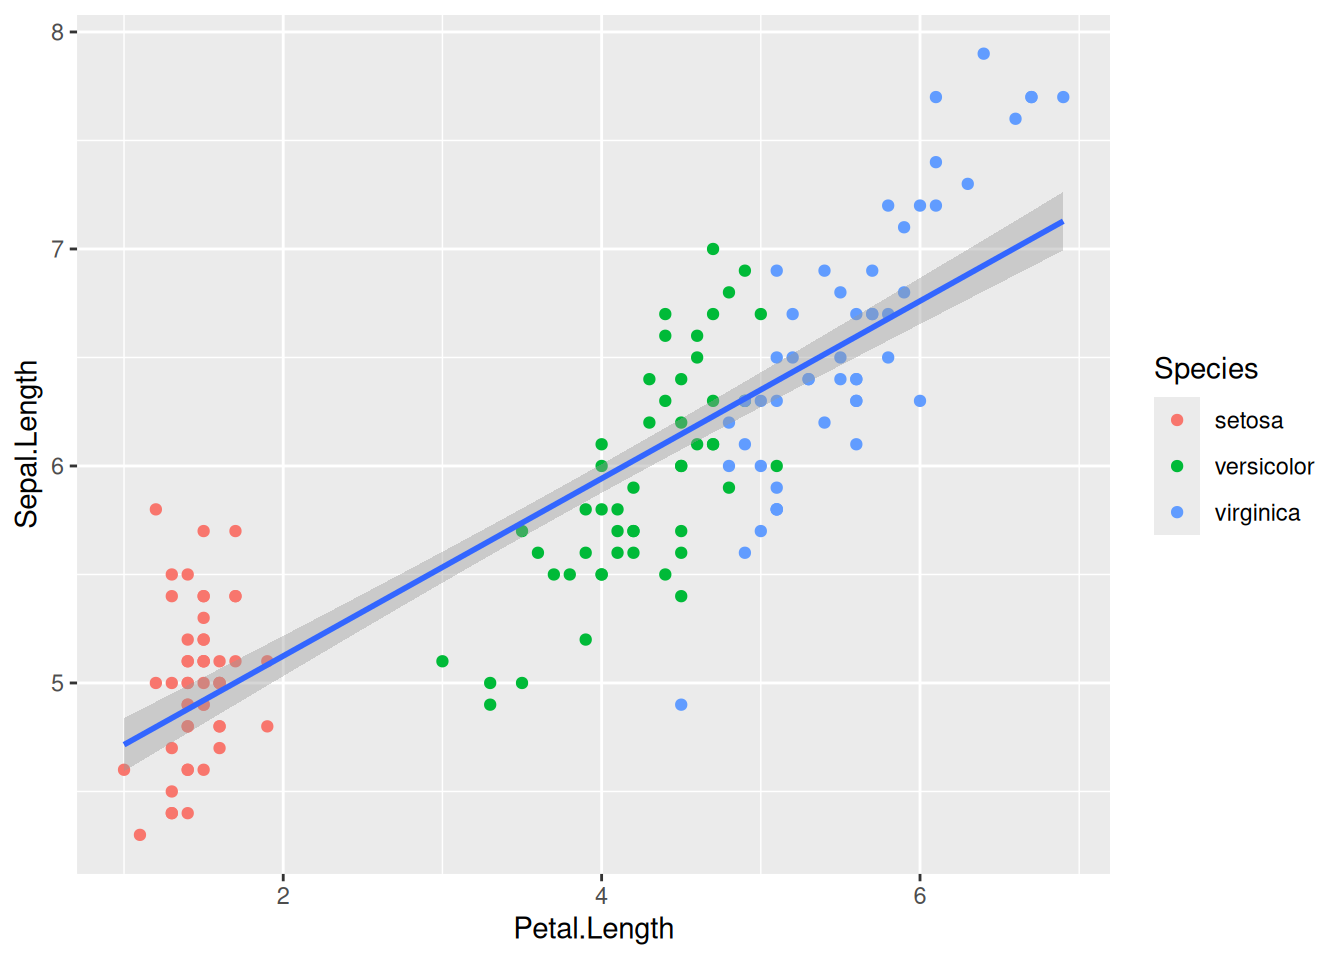 8
7
6
5
2 4 6
Petal.Length
Sepal.Length
Species
setosa
versicolor
virginica